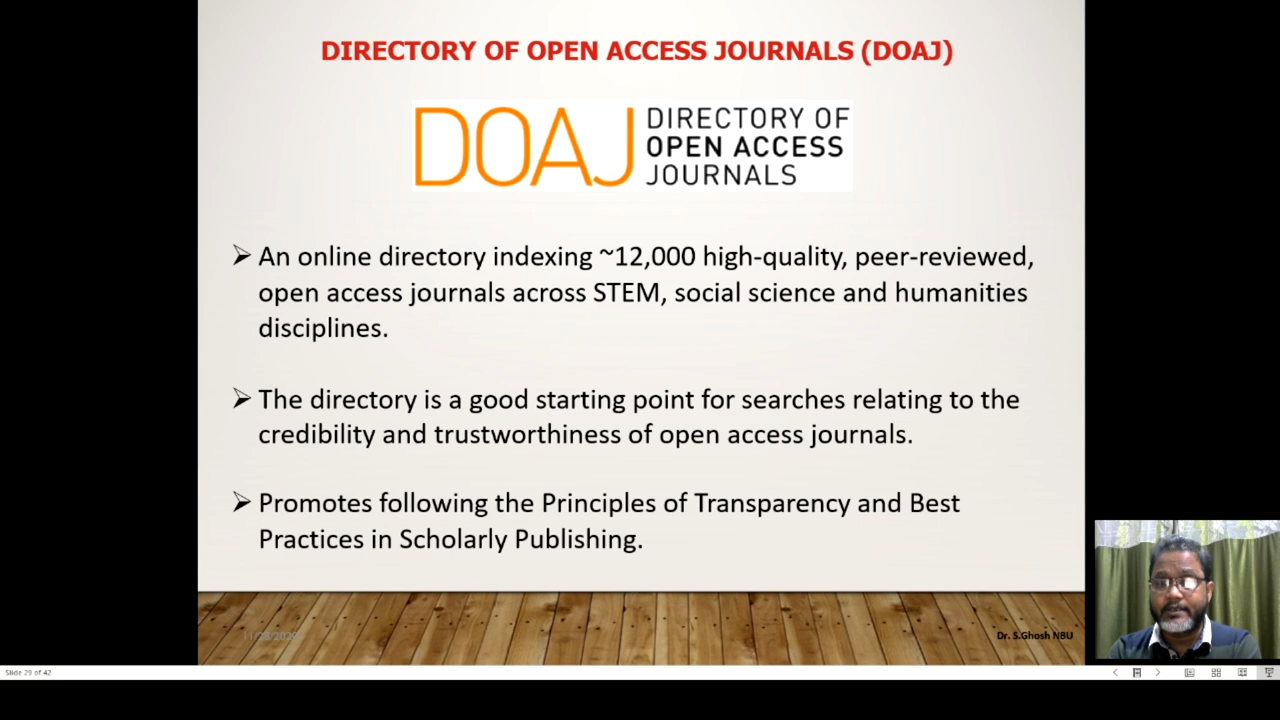 DIRECTORY OF OPEN ACCESS JOURNALS (DOAJ)
DOAJ
DIRECTORY OF
OPEN ACCESS
JOURNALS
An online directory indexing ~12,000 high-quality, peer-reviewed,
open access journals across STEM, social science and humanities
disciplines.
The directory is a good starting point for searches relating to the
credibility and trustworthiness of open access journals.
Promotes following the Principles of Transparency and Best
Practices in Scholarly Publishing.
Dr. S.Ghosh NBU
Slide 29 of 42